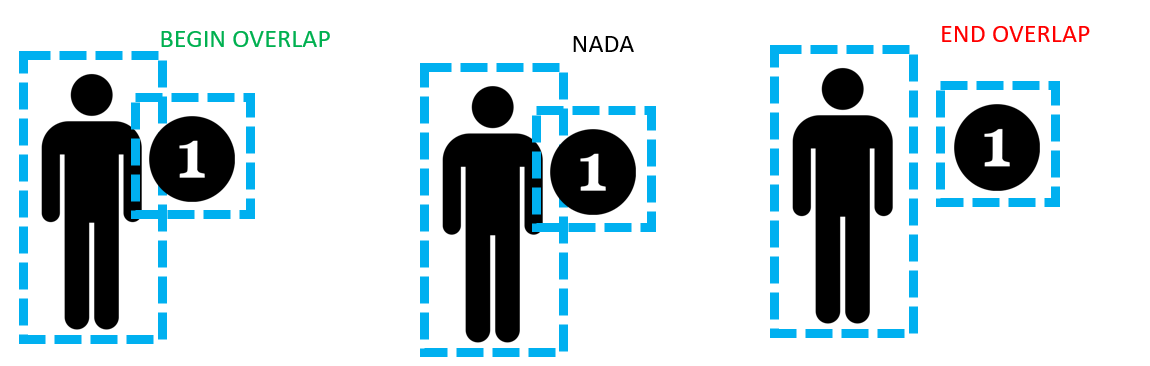 BEGIN OVERLAP
NADA
END OVERLAP
1
1
1